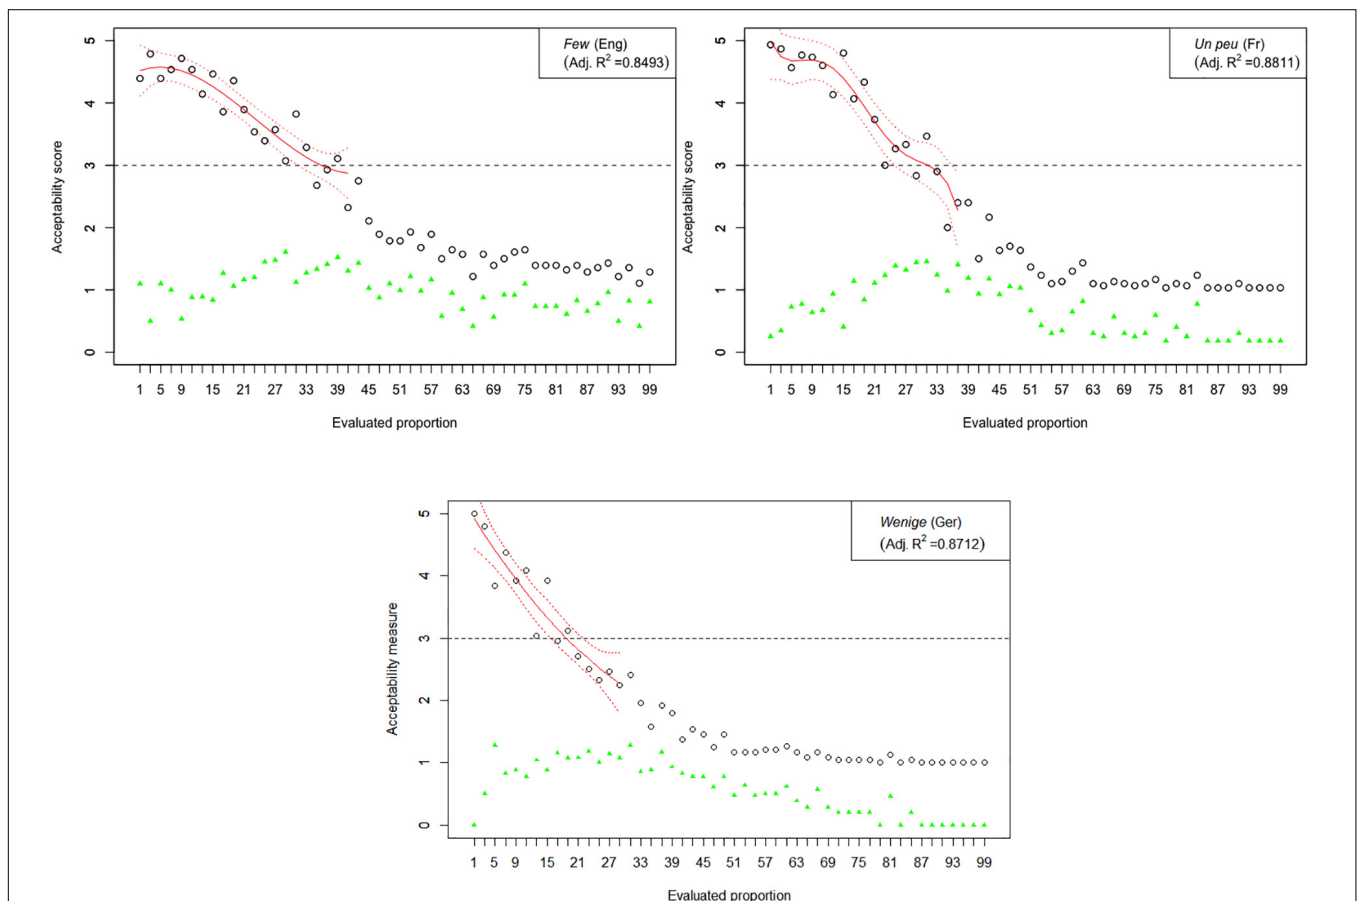 Few (Eng)
(Adj. R² =0.8493)
Acceptability score
5
4
3
2
1
0
1 5 9 15 21 27 33 39 45 51 57 63 69 75 81 87 93 99
Evaluated proportion
Un peu (Fr)
(Adj. R² =0.8811)
Acceptability score
5
4
3
2
1
0
1 5 9 15 21 27 33 39 45 51 57 63 69 75 81 87 93 99
Evaluated proportion
Wenige (Ger)
(Adj. R² =0.8712)
Acceptability measure
5
4
3
2
1
0
1 5 9 15 21 27 33 39 45 51 57 63 69 75 81 87 93 99
Evaluated proportion